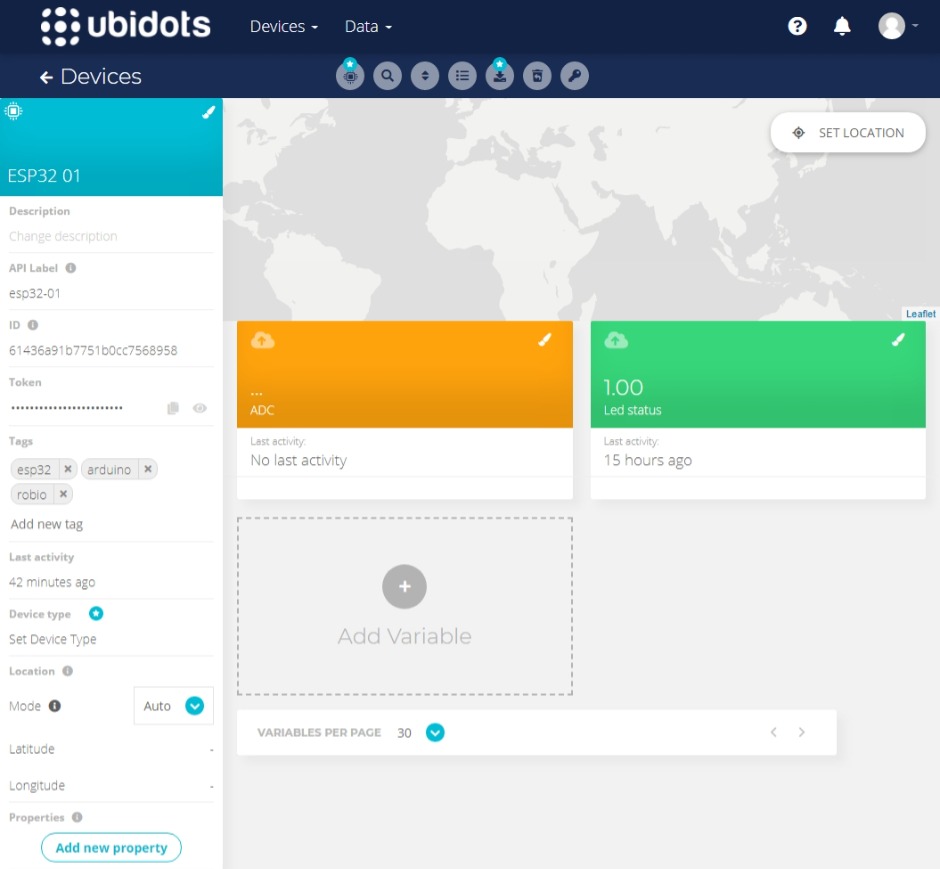 ubidots
Devices
Data
Devices
SET LOCATION
ESP32 01
Description
Change description
API Label
esp32-01
ID
61436a91b7751b0cc7568958
Token
••••••••••••••••••••••••
Tags
esp32 × arduino ×
robio ×
Add new tag
Last activity
42 minutes ago
Device type
Set Device Type
Location
Mode Auto
Latitude -
Longitude -
Properties
Add new property
Leaflet
...
ADC
Last activity:
No last activity
1.00
Led status
Last activity:
15 hours ago
Add Variable
VARIABLES PER PAGE 30